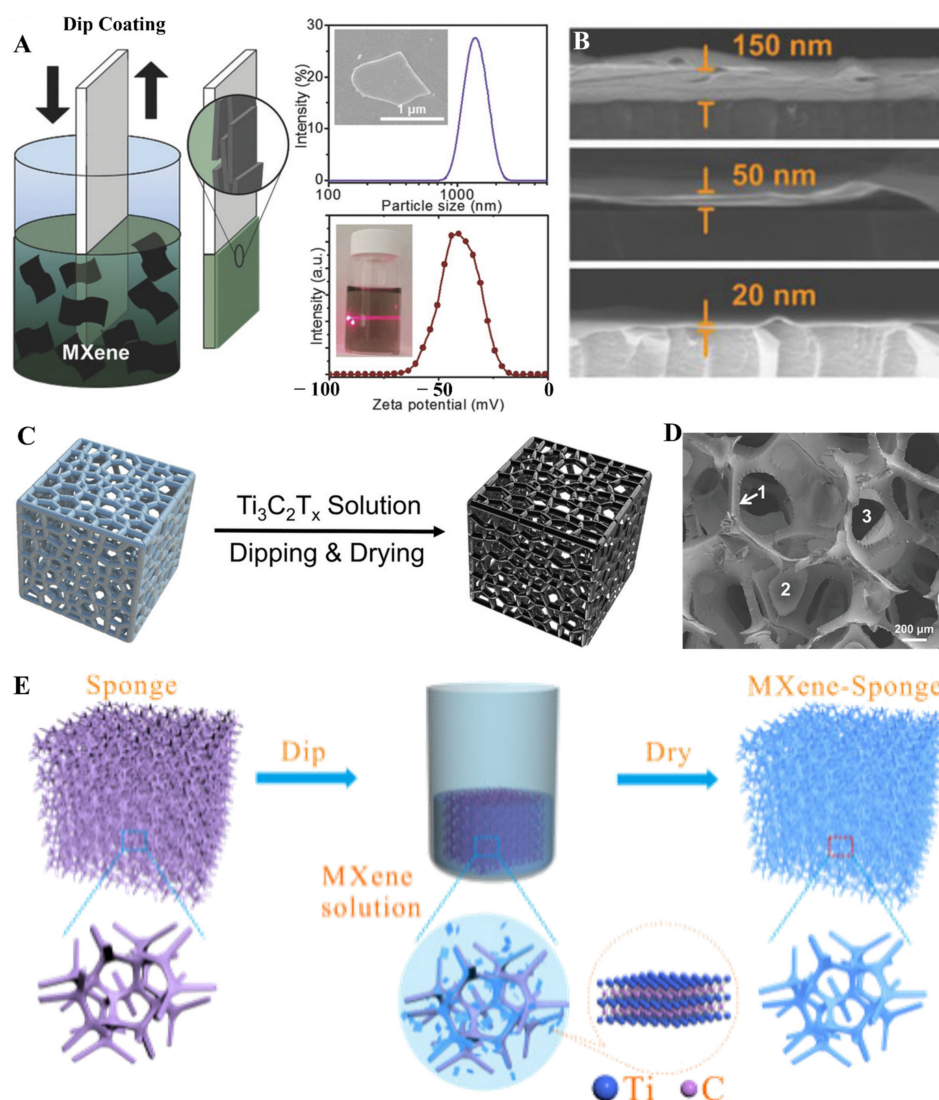 Dip Coating
A
MXene
Intensity (%)
30
20
10
0
1 μm
100
1000
Particle size (nm)
Intensity (a.u.)
– 100
– 50
0
Zeta potential (mV)
B
150 nm
50 nm
20 nm
C
Ti₃C₂Tₓ Solution
Dipping & Drying
D
1
2
3
200 μm
E
Sponge
Dip
MXene
solution
Dry
MXene-Sponge
Ti
C